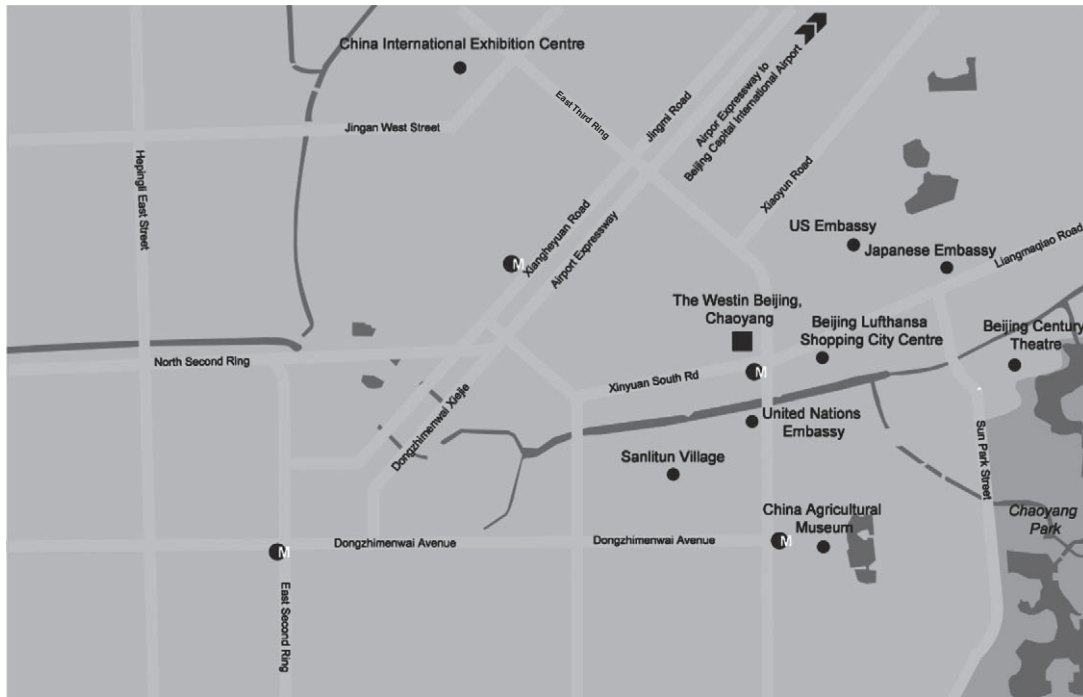 China International Exhibition Centre
East Third Ring
Jingmi Road
Airpor Expressway to
Beijing Capital International Airport
Jingan West Street
Hepingli East Street
Xiaoyun Road
US Embassy
Japanese Embassy
Liangmaqiao Road
Xiangheyuan Road
Airport Expressway
M
The Westin Beijing,
Chaoyang
Beijing Lufthansa
Shopping City Centre
Beijing Century
Theatre
North Second Ring
M
Xinyuan South Rd
Dongzhimenwai Xiejie
United Nations
Embassy
Sanlitun Village
Sun Park Street
China Agricultural
Museum
Chaoyang
Park
M
Dongzhimenwai Avenue
Dongzhimenwai Avenue
M
East Second Ring